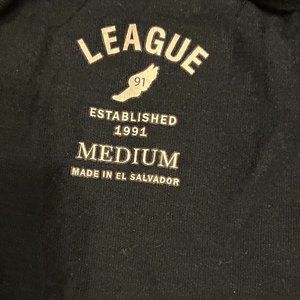 LEAGUE
91
ESTABLISHED
1991
MEDIUM
MADE IN EL SALVADOR